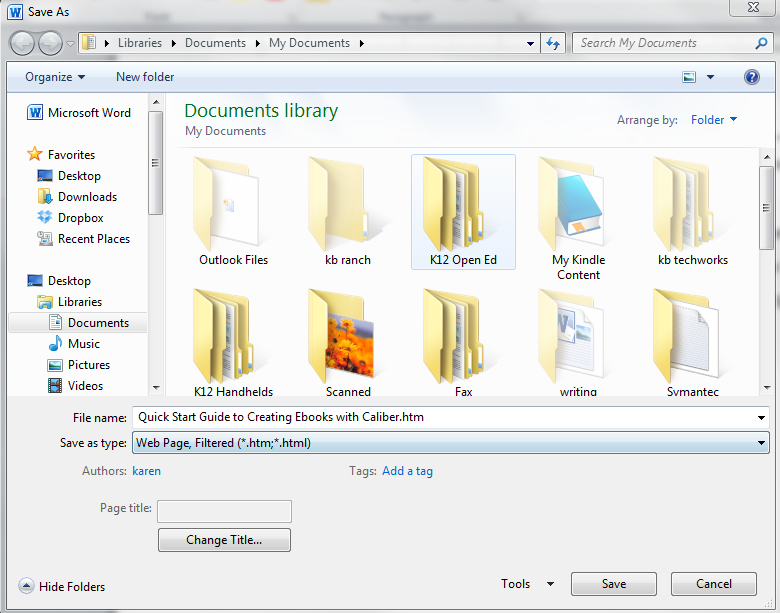 Save As
Libraries Documents My Documents
Search My Documents
Organize New folder
Microsoft Word
Favorites
Desktop
Downloads
Dropbox
Recent Places
Desktop
Libraries
Documents
Music
Pictures
Videos
Documents library
My Documents
Arrange by: Folder
Outlook Files
kb ranch
K12 Open Ed
My Kindle
Content
kb techworks
K12 Handhelds
Scanned
Fax
writing
Symantec
File name: Quick Start Guide to Creating Ebooks with Caliber.htm
Save as type: Web Page, Filtered (*.htm;*.html)
Authors: karen Tags: Add a tag
Page title:
Change Title...
Hide Folders Tools Save Cancel